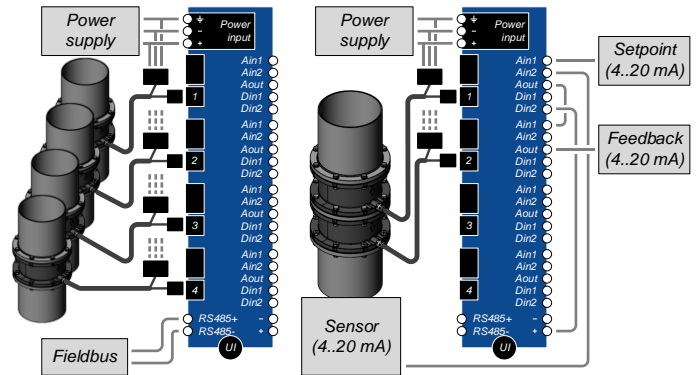 Power
supply
Power
input
⏚
−
+
Ain1
Ain2
Aout
Din1
Din2
1
Ain1
Ain2
Aout
Din1
Din2
2
Ain1
Ain2
Aout
Din1
Din2
3
Ain1
Ain2
Aout
Din1
Din2
4
RS485+ −
RS485- +
UI
Fieldbus
Power
supply
Power
input
⏚
−
+
Ain1
Ain2
Aout
Din1
Din2
1
Ain1
Ain2
Aout
Din1
Din2
2
Ain1
Ain2
Aout
Din1
Din2
3
Ain1
Ain2
Aout
Din1
Din2
4
RS485+ −
RS485- +
UI
Setpoint
(4..20 mA)
Feedback
(4..20 mA)
Sensor
(4..20 mA)